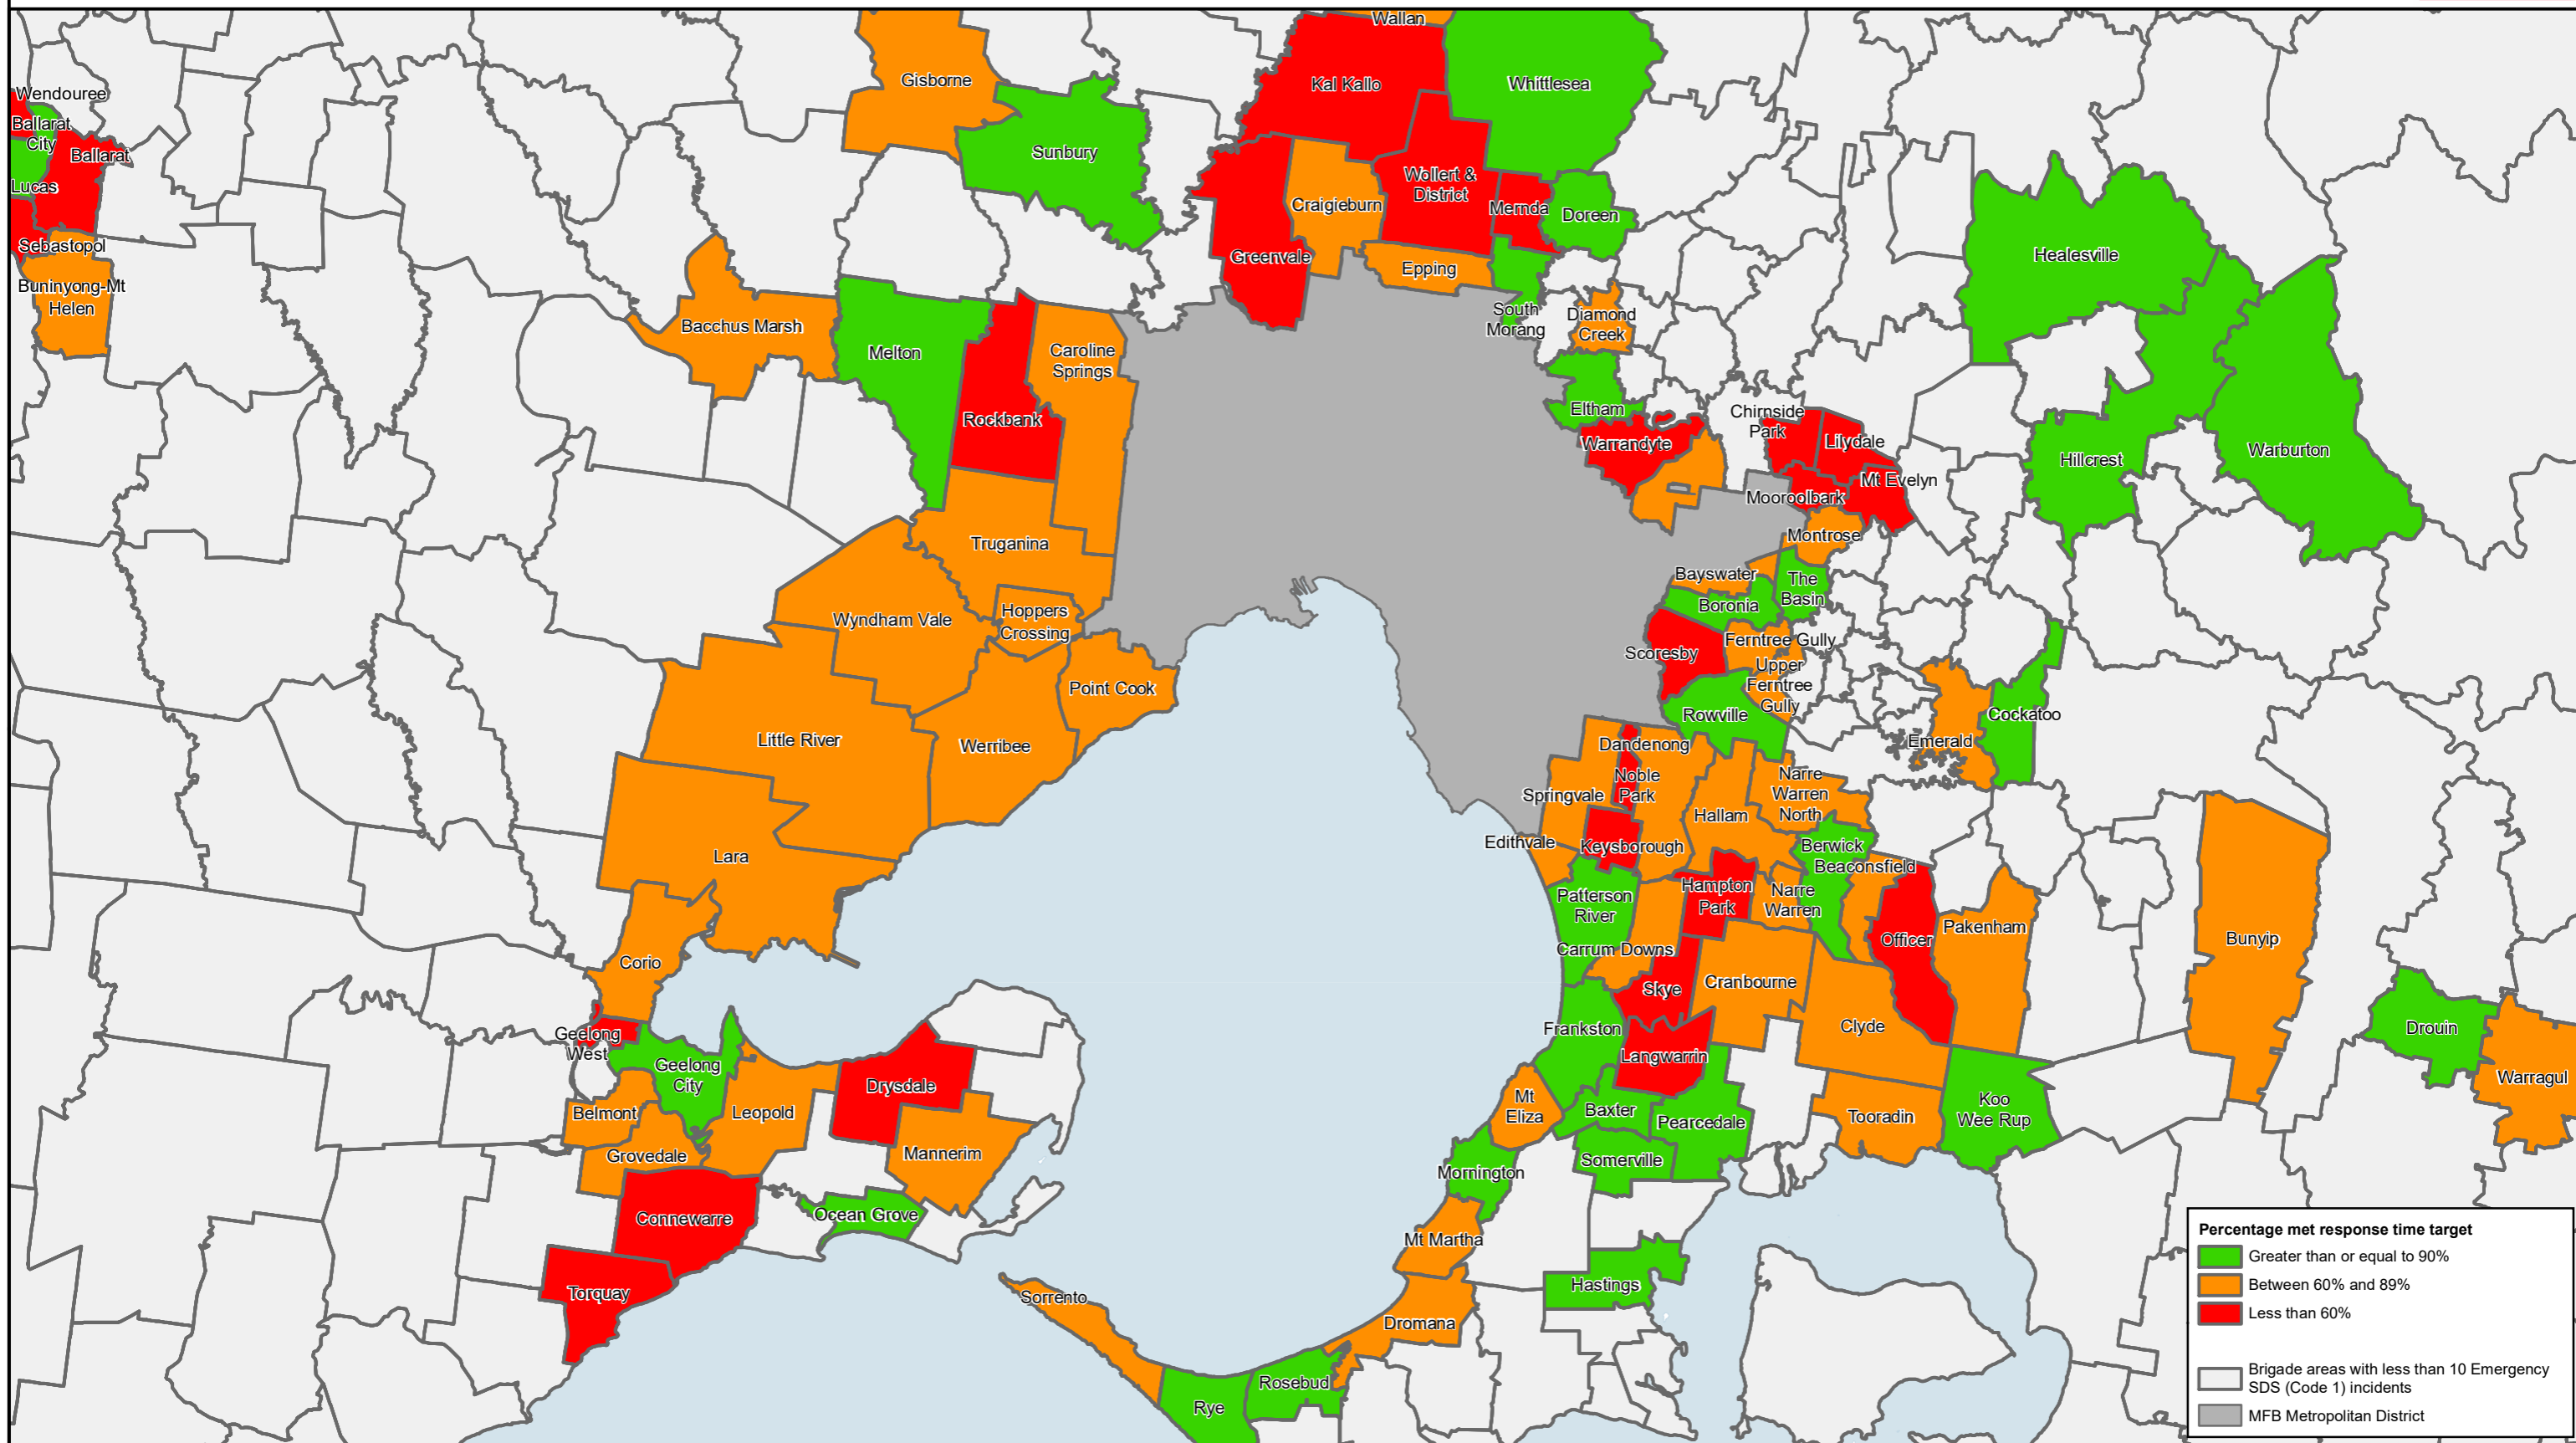 Wallan
Gisborne
Kal Kallo
Whittlesea
Wendouree
Ballarat
City
Ballarat
Lucas
Sunbury
Wollert &
District
Craigieburn
Mernda
Doreen
Sebastopol
Buninyong-Mt
Helen
Greenvale
Epping
Healesville
Bacchus Marsh
Melton
Caroline
Springs
South
Morang
Diamond
Creek
Rockbank
Eltham
Warrandyte
Chirnside
Park
Lilydale
Mt Evelyn
Mooroolbark
Hillcrest
Warburton
Truganina
Montrose
Bayswater
The
Basin
Boronia
Wyndham Vale
Hoppers
Crossing
Ferntree Gully
Scoresby
Upper
Ferntree
Gully
Point Cook
Rowville
Cockatoo
Little River
Werribee
Dandenong
Emerald
Noble
Park
Springvale
Narre
Warren
North
Hallam
Edithvale
Keysborough
Berwick
Beaconsfield
Lara
Patterson
River
Hampton
Park
Narre
Warren
Officer
Pakenham
Bunyip
Carrum Downs
Corio
Skye
Cranbourne
Geelong
West
Frankston
Clyde
Drouin
Geelong
City
Langwarrin
Warragul
Drysdale
Belmont
Leopold
Mt
Eliza
Baxter
Pearcedale
Tooradin
Koo
Wee Rup
Grovedale
Mannerim
Mornington
Somerville
Connewarre
Ocean Grove
Mt Martha
Hastings
Torquay
Sorrento
Dromana
Rosebud
Rye
Percentage met response time target
Greater than or equal to 90%
Between 60% and 89%
Less than 60%
Brigade areas with less than 10 Emergency
SDS (Code 1) incidents
MFB Metropolitan District